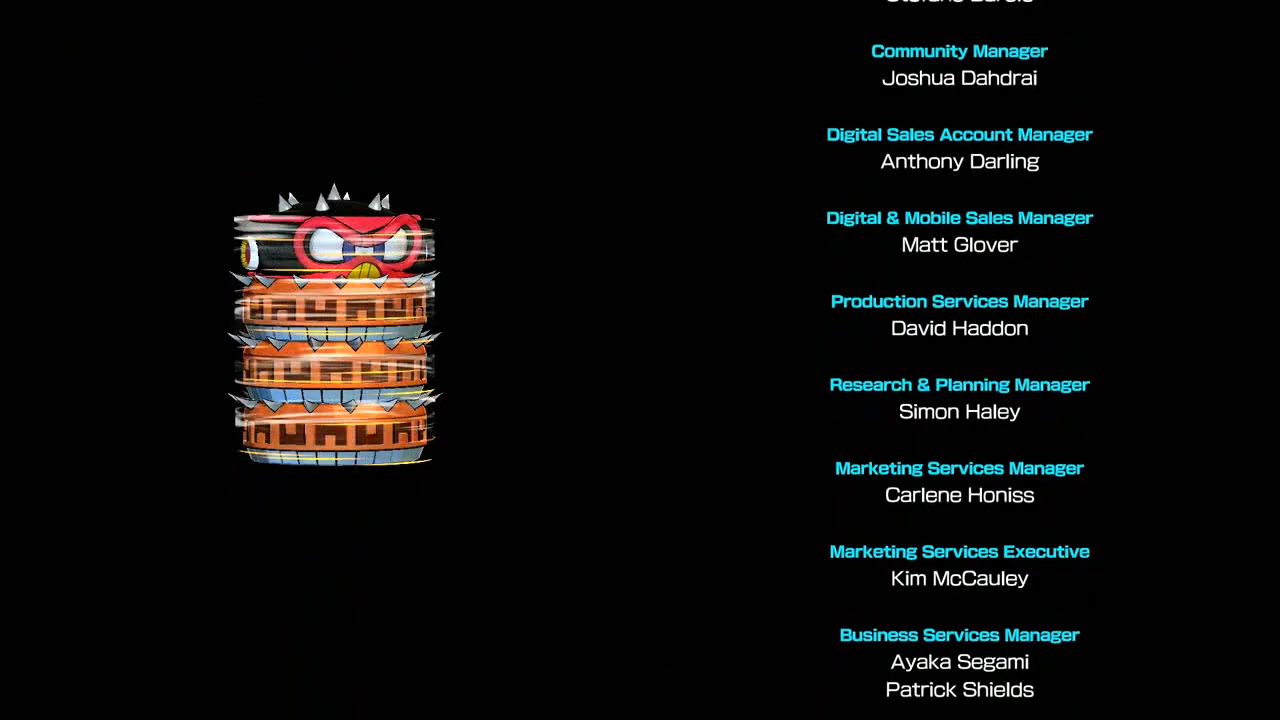 Community Manager
Joshua Dahdrai
Digital Sales Account Manager
Anthony Darling
Digital & Mobile Sales Manager
Matt Glover
Production Services Manager
David Haddon
Research & Planning Manager
Simon Haley
Marketing Services Manager
Carlene Honiss
Marketing Services Executive
Kim McCauley
Business Services Manager
Ayaka Segami
Patrick Shields